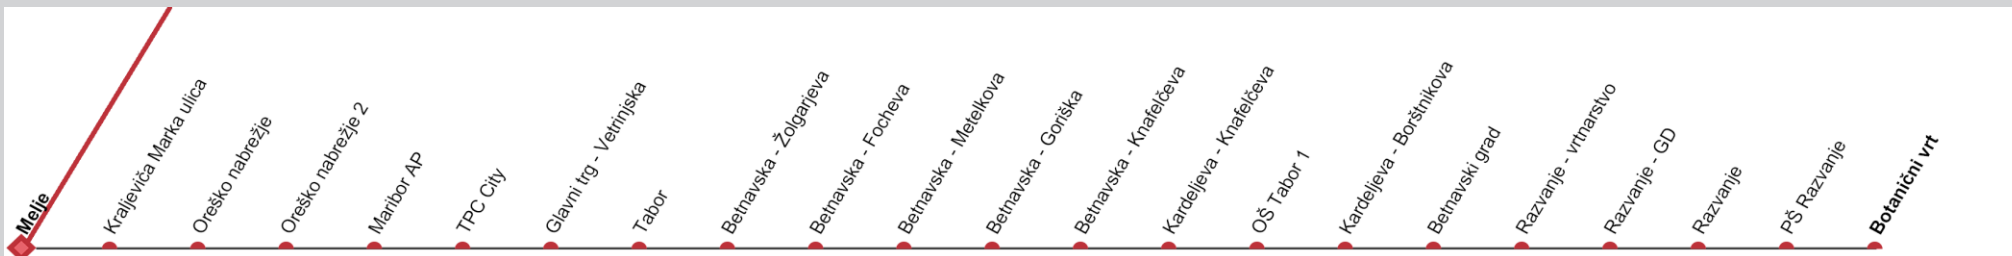 Melje
Kraljeviča Marka ulica
Oreško nabrežje
Oreško nabrežje 2
Maribor AP
TPC City
Glavni trg - Vetrinjska
Tabor
Betnavska - Žolgarjeva
Betnavska - Focheva
Betnavska - Metelkova
Betnavska - Goriška
Betnavska - Knafelčeva
Kardeljeva - Knafelčeva
OŠ Tabor 1
Kardeljeva - Borštnikova
Betnavski grad
Razvanje - vrtnarstvo
Razvanje - GD
Razvanje
PŠ Razvanje
Botanični vrt